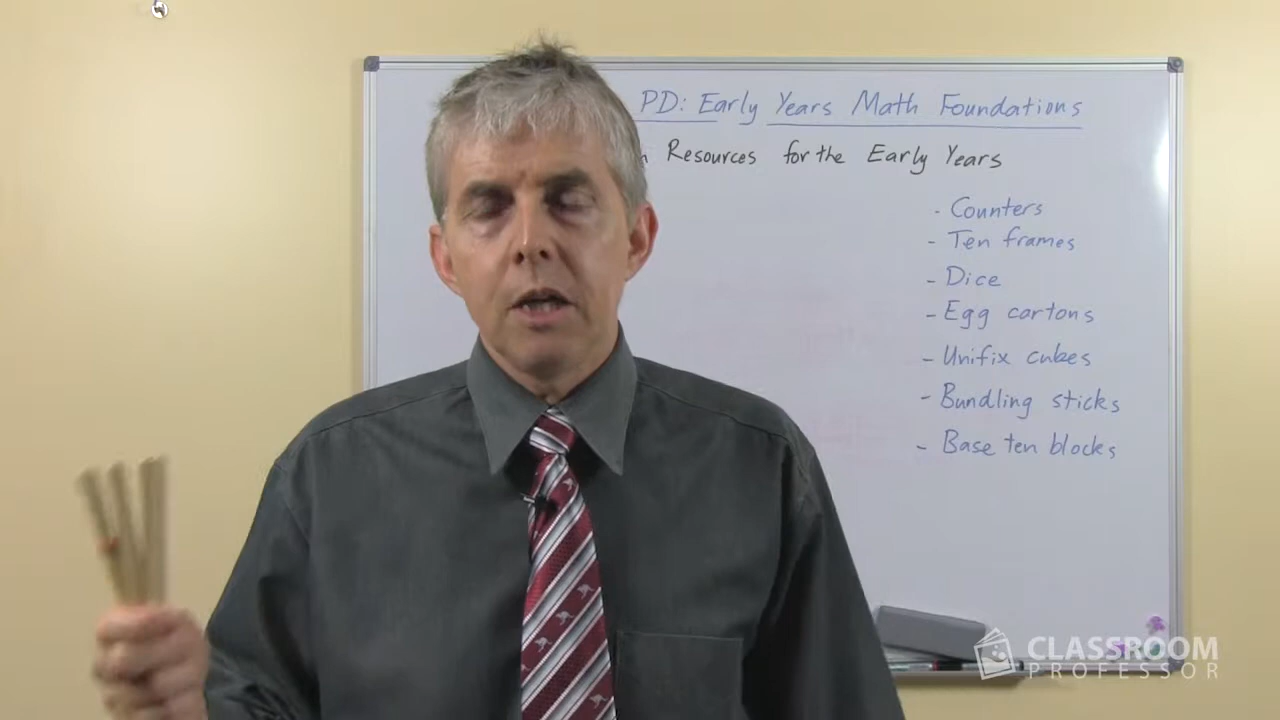 PD: Early Years Math Foundations
Resources for the Early Years
- Counters
- Ten frames
- Dice
- Egg cartons
- Unifix cubes
- Bundling sticks
- Base ten blocks
CLASSROOM
PROFESSOR